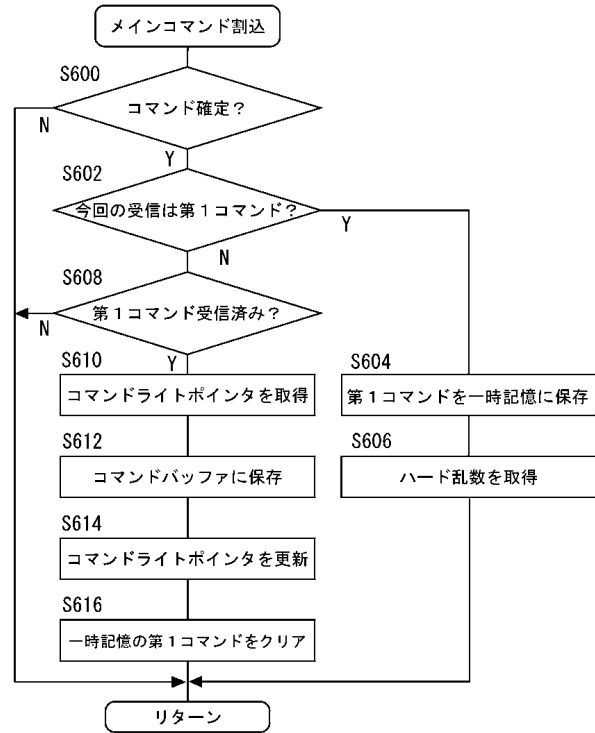 メインコマンド割込
S600
コマンド確定？
N
Y
S602
今回の受信は第１コマンド？
Y
N
S608
第１コマンド受信済み？
N
Y
S610
コマンドライトポインタを取得
S604
第１コマンドを一時記憶に保存
S612
コマンドバッファに保存
S606
ハード乱数を取得
S614
コマンドライトポインタを更新
S616
一時記憶の第１コマンドをクリア
リターン